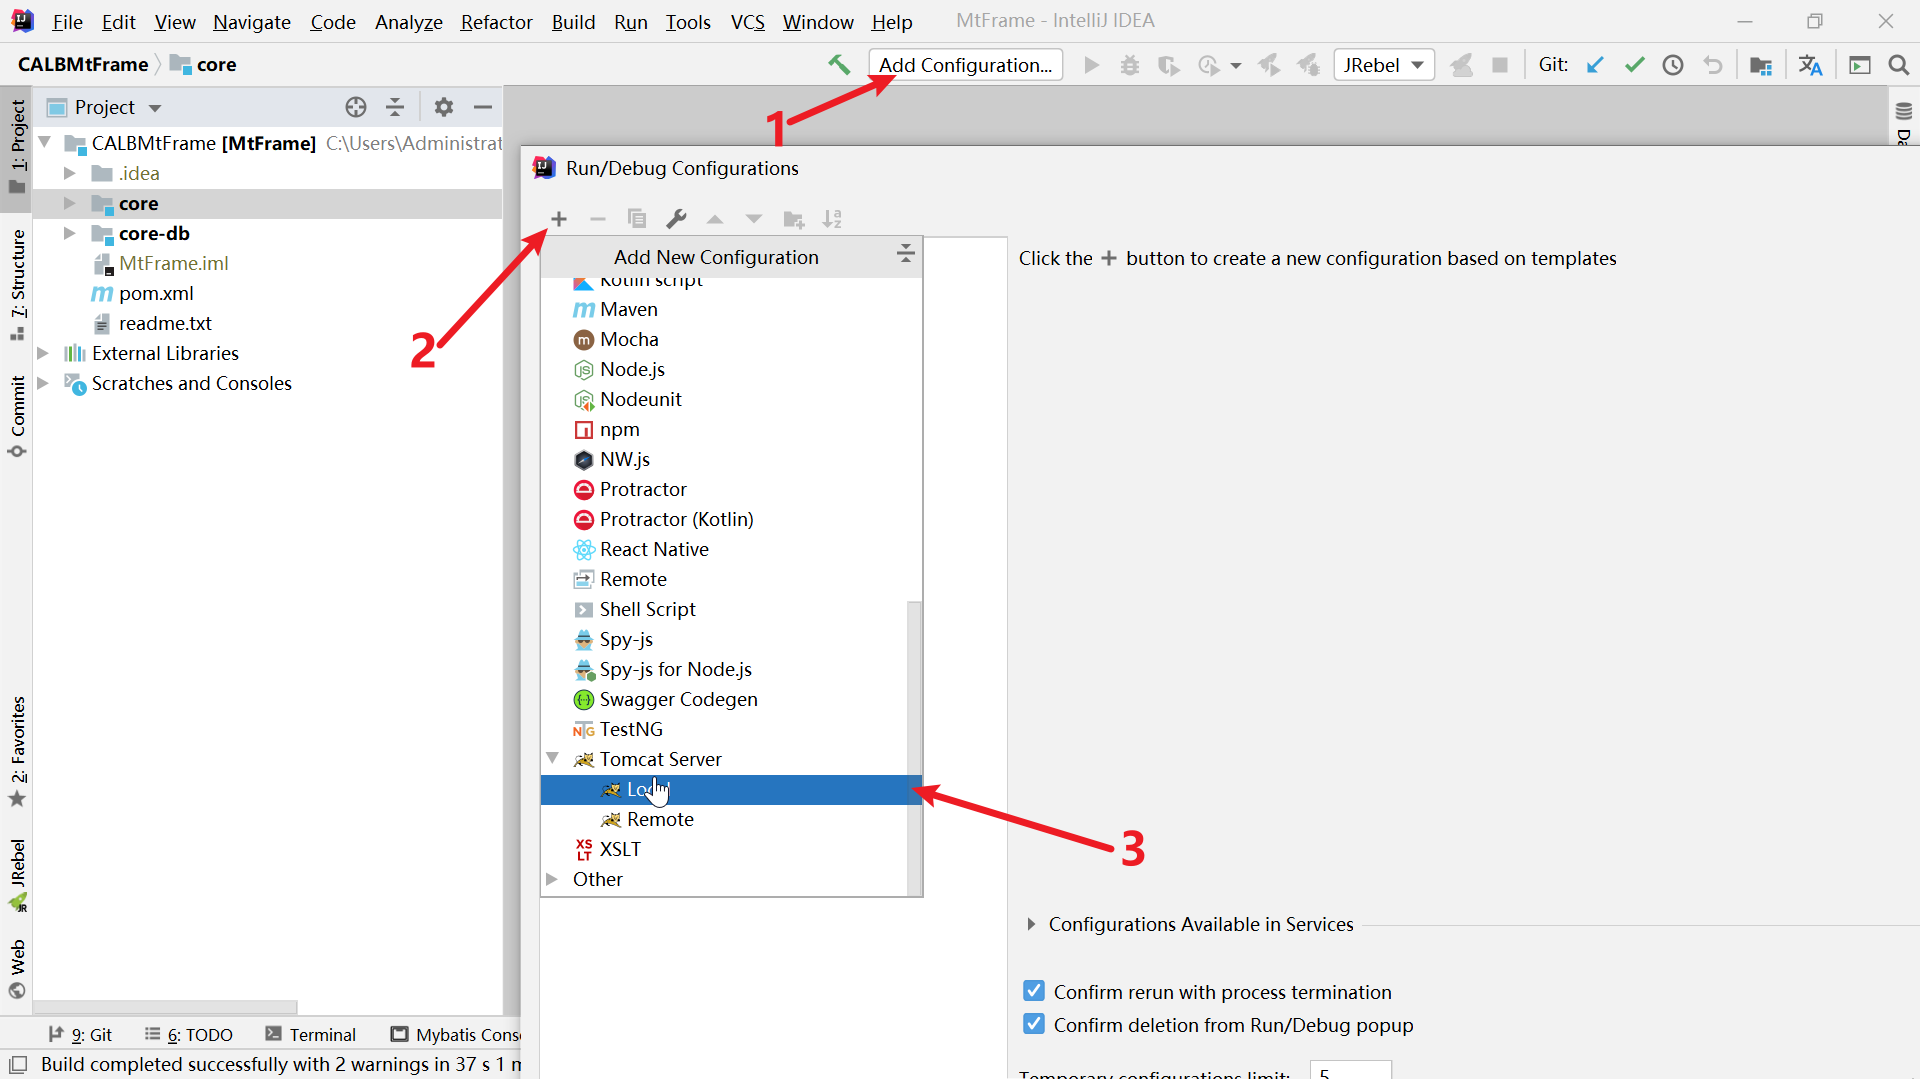 File Edit View Navigate Code Analyze Refactor Build Run Tools VCS Window Help MtFrame - IntelliJ IDEA
CALBMtFrame core Add Configuration... JRebel Git:
1
1: Project
7: Structure
Commit
2: Favorites
JRebel
Web
Project
CALBMtFrame [MtFrame] C:\Users\Administrat
.idea
core
core-db
MtFrame.iml
pom.xml
readme.txt
External Libraries
Scratches and Consoles
2
Run/Debug Configurations
Add New Configuration
Kotlin script
Maven
Mocha
Node.js
Nodeunit
npm
NW.js
Protractor
Protractor (Kotlin)
React Native
Remote
Shell Script
Spy-js
Spy-js for Node.js
Swagger Codegen
TestNG
Tomcat Server
Remote
XSLT
Other
3
Click the + button to create a new configuration based on templates
Configurations Available in Services
Confirm rerun with process termination
Confirm deletion from Run/Debug popup
Temporary configurations limit: 5
9: Git 6: TODO Terminal Mybatis Cons
Build completed successfully with 2 warnings in 37 s 1 m